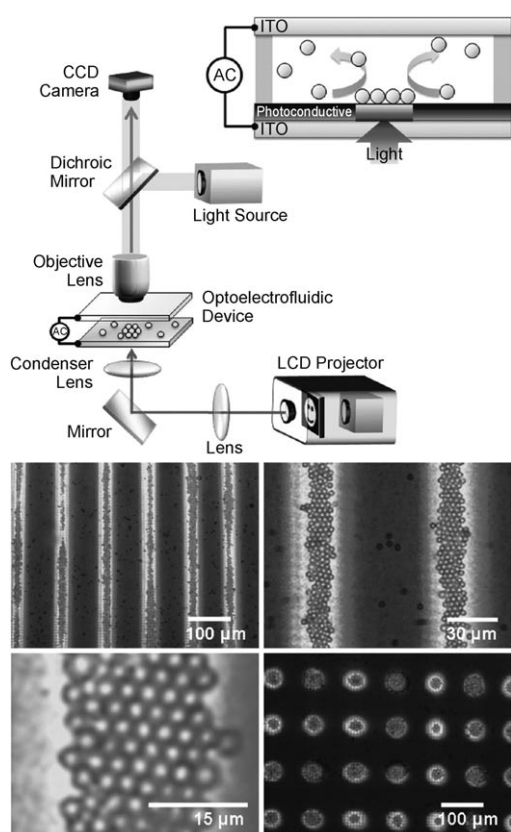 CCD
Camera
Dichroic
Mirror
Light Source
Objective
Lens
Optoelectrofluidic
Device
AC
Condenser
Lens
LCD Projector
Mirror
Lens
ITO
AC
Photoconductive
ITO
Light
100 µm
30 µm
15 µm
100 µm